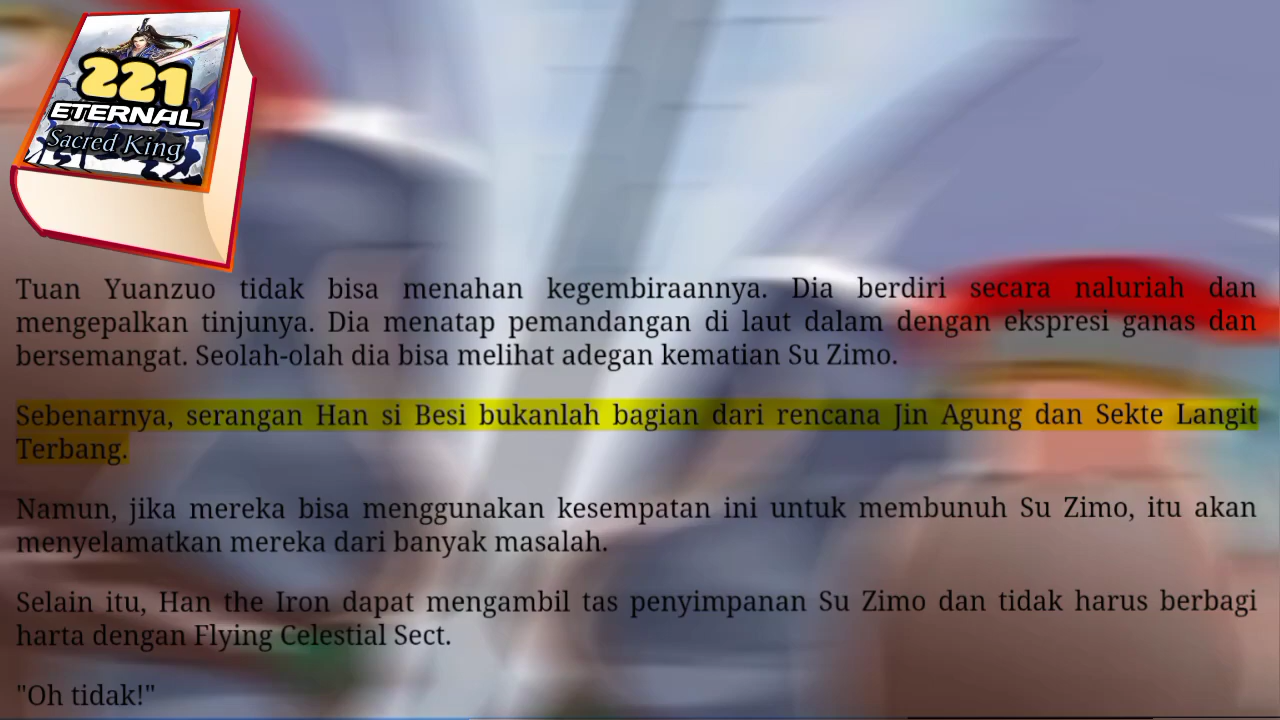 221
ETERNAL
Sacred King
Tuan Yuanzuo tidak bisa menahan kegembiraannya. Dia berdiri secara naluriah dan
mengepalkan tinjunya. Dia menatap pemandangan di laut dalam dengan ekspresi ganas dan
bersemangat. Seolah-olah dia bisa melihat adegan kematian Su Zimo.
Sebenarnya, serangan Han si Besi bukanlah bagian dari rencana Jin Agung dan Sekte Langit
Terbang.
Namun, jika mereka bisa menggunakan kesempatan ini untuk membunuh Su Zimo, itu akan
menyelamatkan mereka dari banyak masalah.
Selain itu, Han the Iron dapat mengambil tas penyimpanan Su Zimo dan tidak harus berbagi
harta dengan Flying Celestial Sect.
"Oh tidak!"